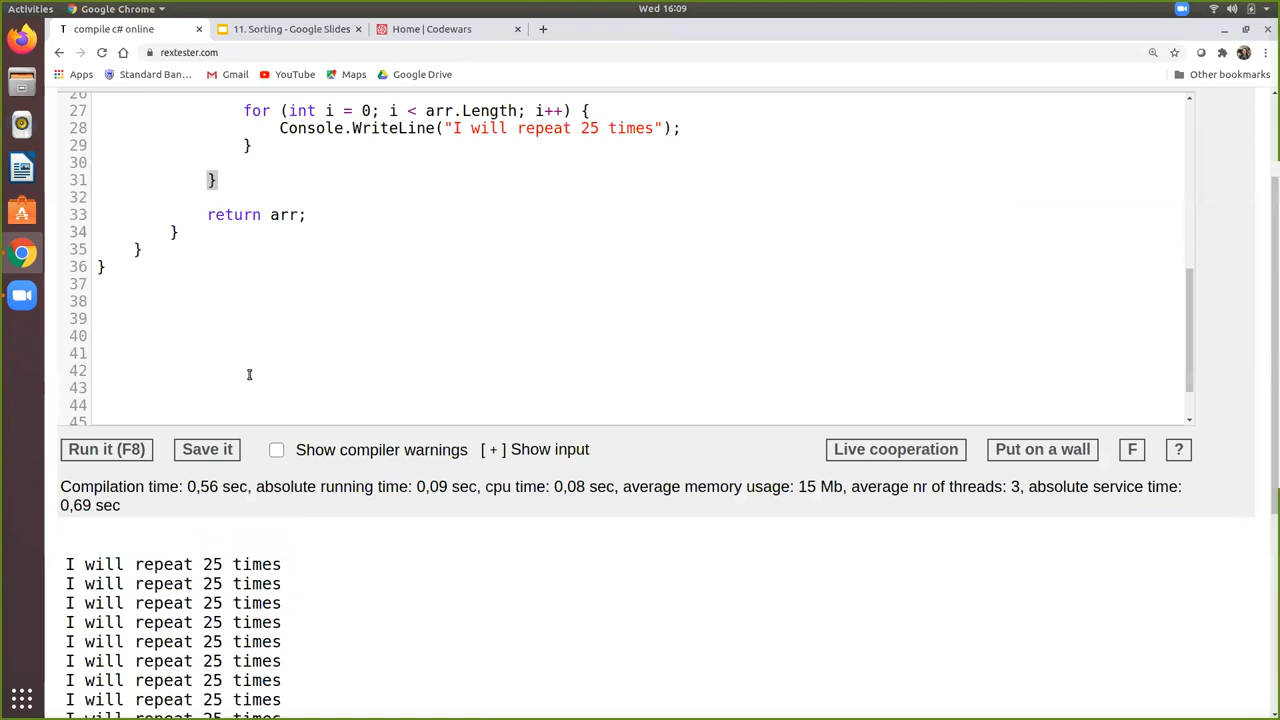 Activities
Google Chrome
Wed 16:09
T compile c# online
11. Sorting - Google Slides
Home | Codewars
rextester.com
Apps
Standard Ban...
Gmail
YouTube
Maps
Google Drive
Other bookmarks
26
27 for (int i = 0; i < arr.Length; i++) {
28 Console.WriteLine("I will repeat 25 times");
29 }
30
31 }
32
33 return arr;
34 }
35 }
36 }
37
38
39
40
41
42
43
44
45
Run it (F8)
Save it
Show compiler warnings
[ + ] Show input
Live cooperation
Put on a wall
F
?
Compilation time: 0,56 sec, absolute running time: 0,09 sec, cpu time: 0,08 sec, average memory usage: 15 Mb, average nr of threads: 3, absolute service time:
0,69 sec
I will repeat 25 times
I will repeat 25 times
I will repeat 25 times
I will repeat 25 times
I will repeat 25 times
I will repeat 25 times
I will repeat 25 times
I will repeat 25 times
I will repeat 25 times